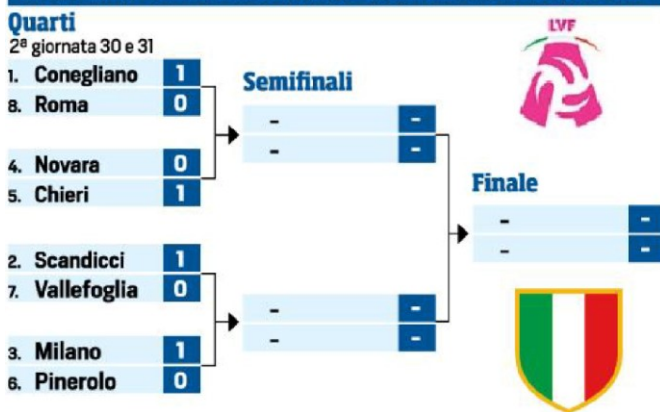 Quarti
2ª giornata 30 e 31
1. Conegliano 1
8. Roma 0
4. Novara 0
5. Chieri 1
2. Scandicci 1
7. Vallefoglia 0
3. Milano 1
6. Pinerolo 0
Semifinali
- -
- -
- -
- -
LVF
Finale
- -
- -